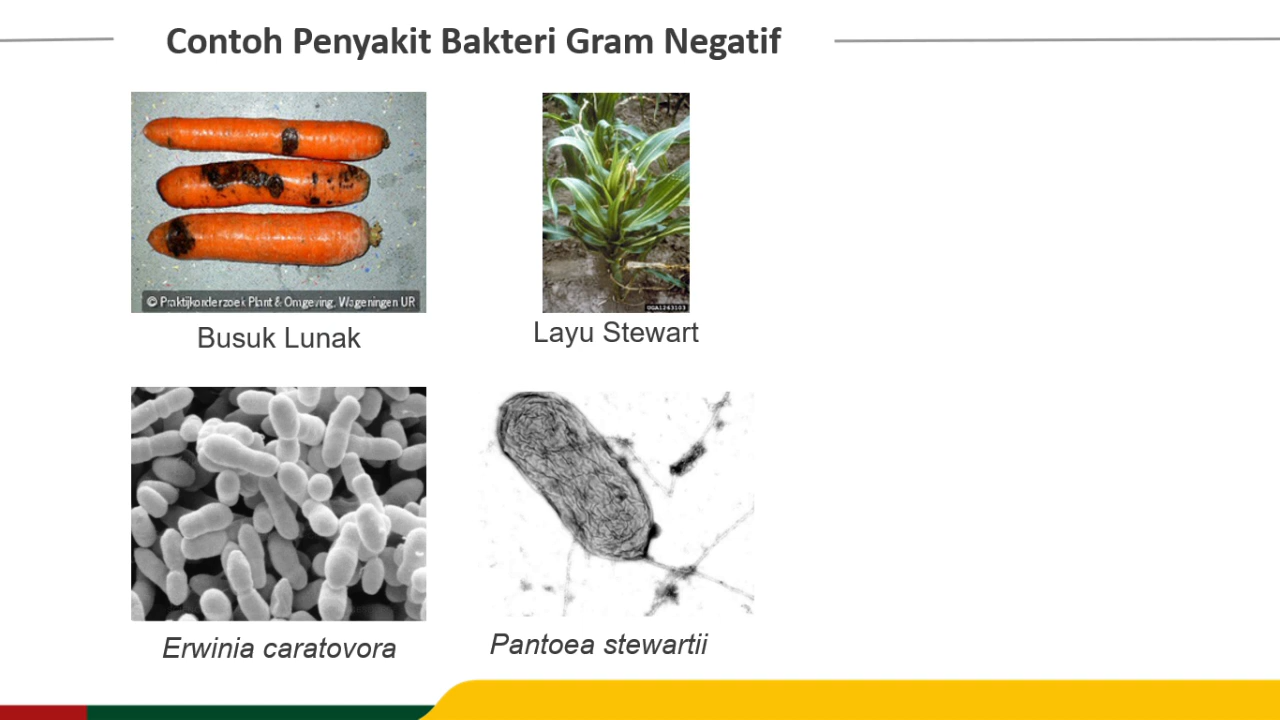 Contoh Penyakit Bakteri Gram Negatif
© Praktijkonderzoek Plant & Omgeving, Wageningen UR
Busuk Lunak
Layu Stewart
Erwinia caratovora
Pantoea stewartii